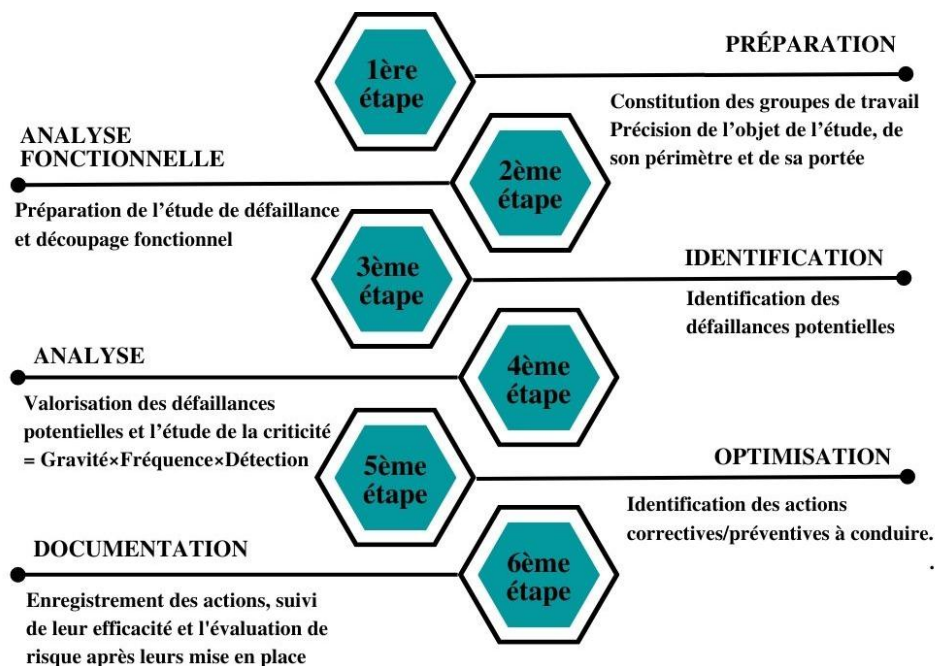 1ère
étape
PRÉPARATION
Constitution des groupes de travail
Précision de l'objet de l'étude, de
son périmètre et de sa portée
ANALYSE
FONCTIONNELLE
2ème
étape
Préparation de l'étude de défaillance
et découpage fonctionnel
3ème
étape
IDENTIFICATION
Identification des
défaillances potentielles
ANALYSE
4ème
étape
Valorisation des défaillances
potentielles et l'étude de la criticité
= Gravité×Fréquence×Détection
5ème
étape
OPTIMISATION
Identification des actions
correctives/préventives à conduire.
.
DOCUMENTATION
6ème
étape
Enregistrement des actions, suivi
de leur efficacité et l'évaluation de
risque après leurs mise en place